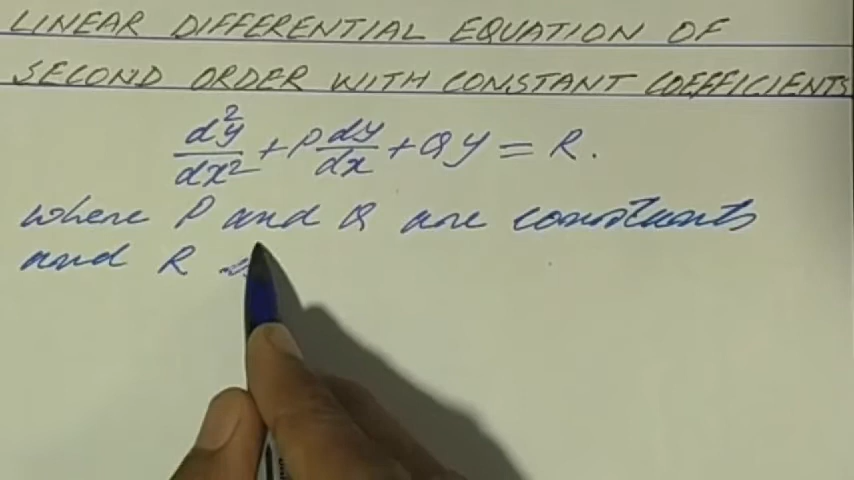 LINEAR DIFFERENTIAL EQUATION OF
SECOND ORDER WITH CONSTANT COEFFICIENTS
d²y/dx² + P dy/dx + Qy = R.
where P and Q are constants
and R